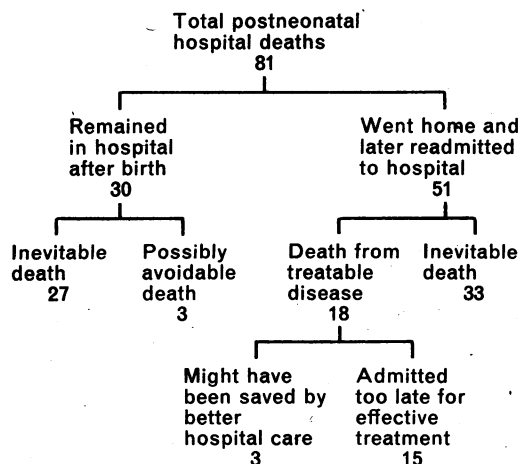 Total postneonatal
hospital deaths
81
Remained
in hospital
after birth
30
Went home and
later readmitted
to hospital
51
Inevitable
death
27
Possibly
avoidable
death
3
Death from
treatable
disease
18
Inevitable
death
33
Might have
been saved by
better
hospital care
3
Admitted
too late for
effective
treatment
15